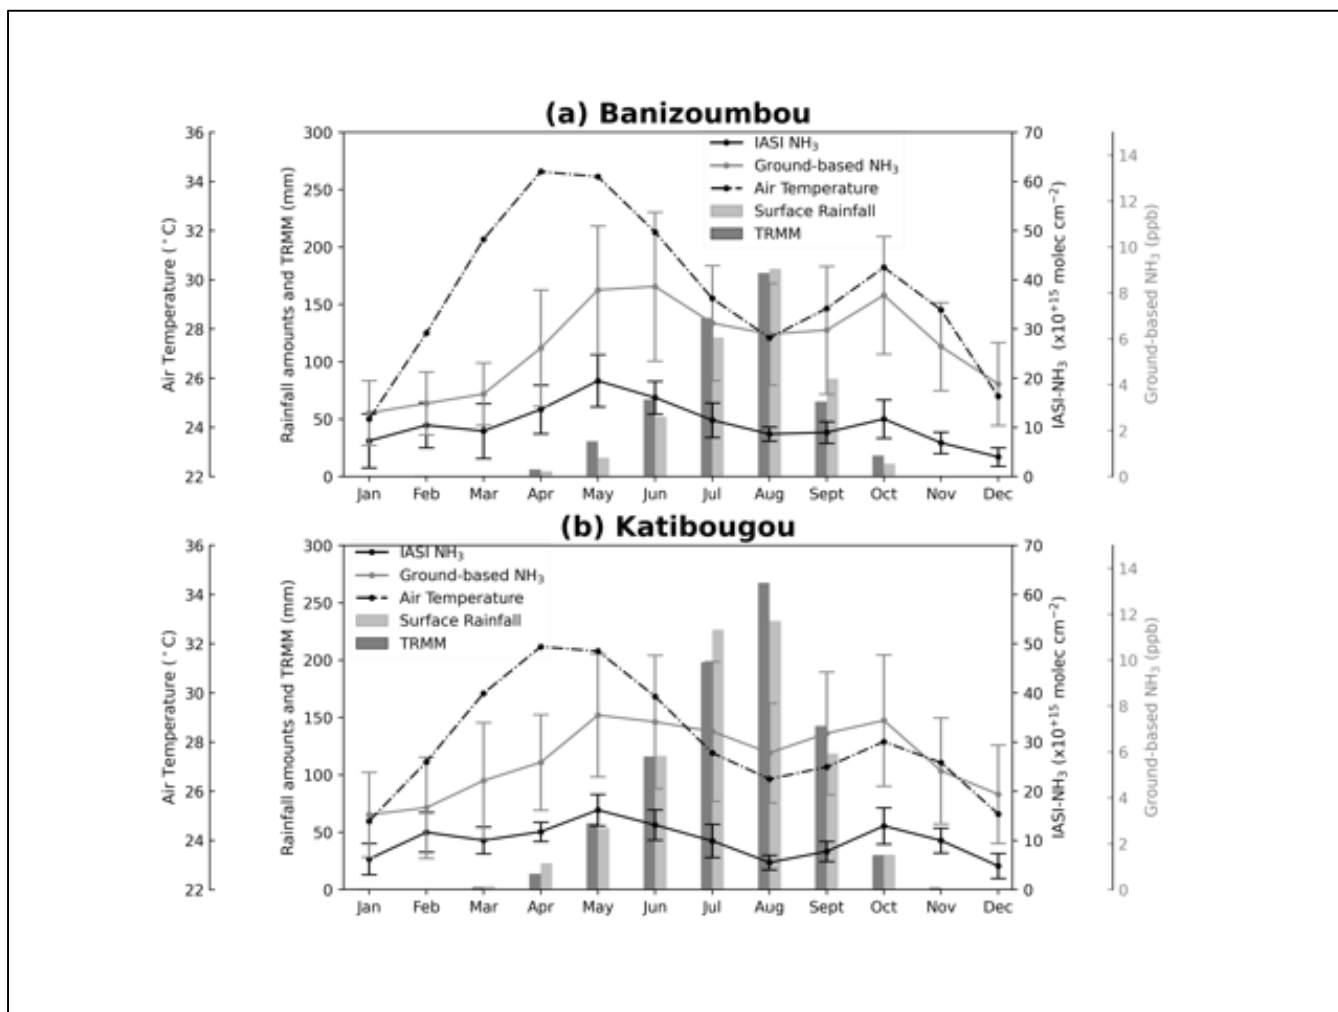 (a) Banizoumbou
Air Temperature (°C)
36
34
32
30
28
26
24
22
Rainfall amounts and TRMM (mm)
300
250
200
150
100
50
0
IASI NH₃
Ground-based NH₃
Air Temperature
Surface Rainfall
TRMM
70
60
50
40
30
20
10
0
IASI-NH₃ (x10⁺¹⁵ molec cm⁻²)
14
12
10
8
6
4
2
0
Ground-based NH₃ (ppb)
Jan Feb Mar Apr May Jun Jul Aug Sept Oct Nov Dec
(b) Katibougou
Air Temperature (°C)
36
34
32
30
28
26
24
22
Rainfall amounts and TRMM (mm)
300
250
200
150
100
50
0
IASI NH₃
Ground-based NH₃
Air Temperature
Surface Rainfall
TRMM
70
60
50
40
30
20
10
0
IASI-NH₃ (x10⁺¹⁵ molec cm⁻²)
14
12
10
8
6
4
2
0
Ground-based NH₃ (ppb)
Jan Feb Mar Apr May Jun Jul Aug Sept Oct Nov Dec